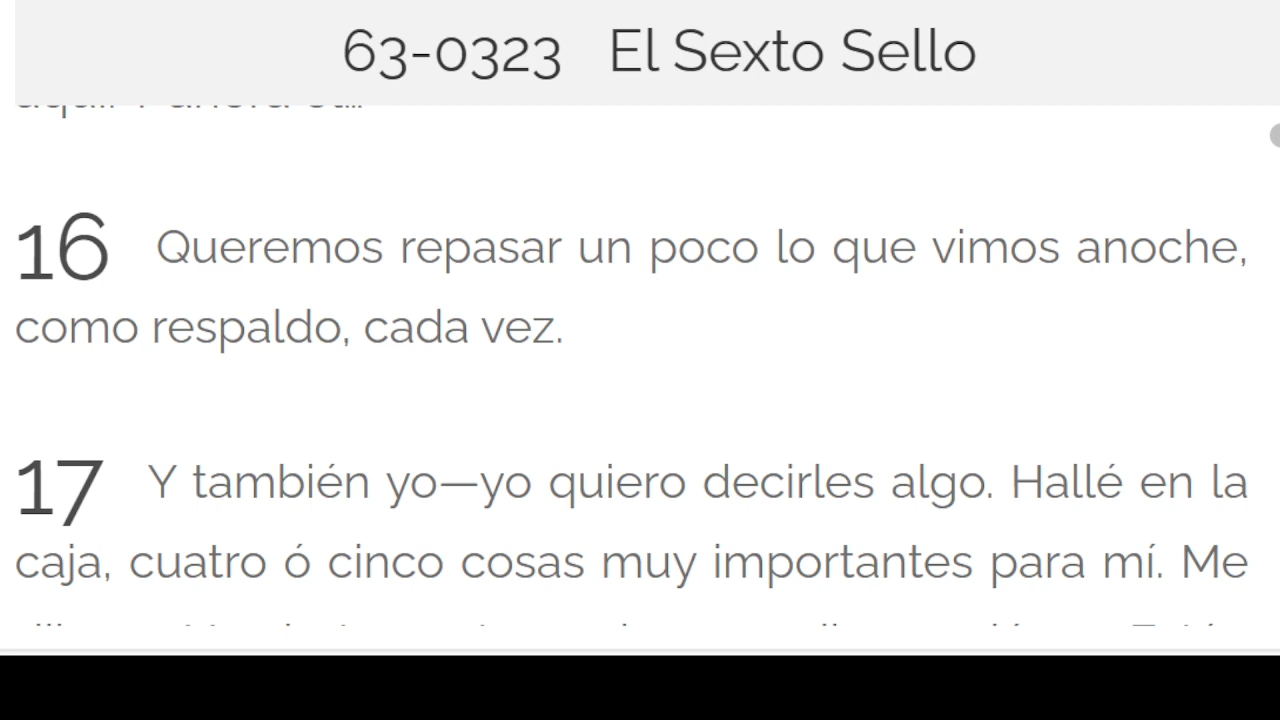 63-0323 El Sexto Sello
16 Queremos repasar un poco lo que vimos anoche,
como respaldo, cada vez.
17 Y también yo—yo quiero decirles algo. Hallé en la
caja, cuatro ó cinco cosas muy importantes para mí. Me